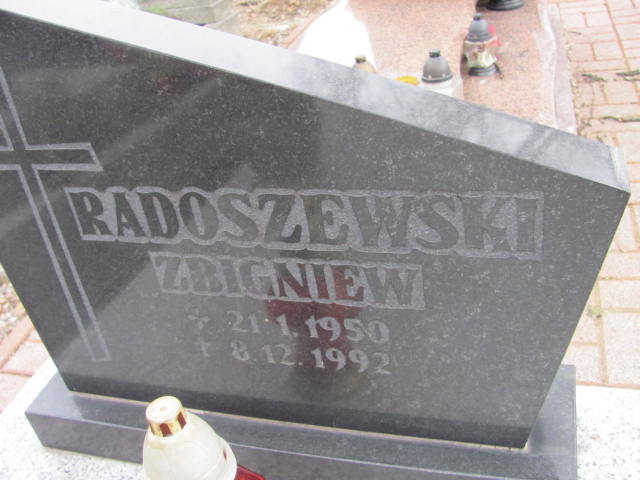 RADOSZEWSKI
ZBIGNIEW
* 21.1.1950
† 8.12.1992